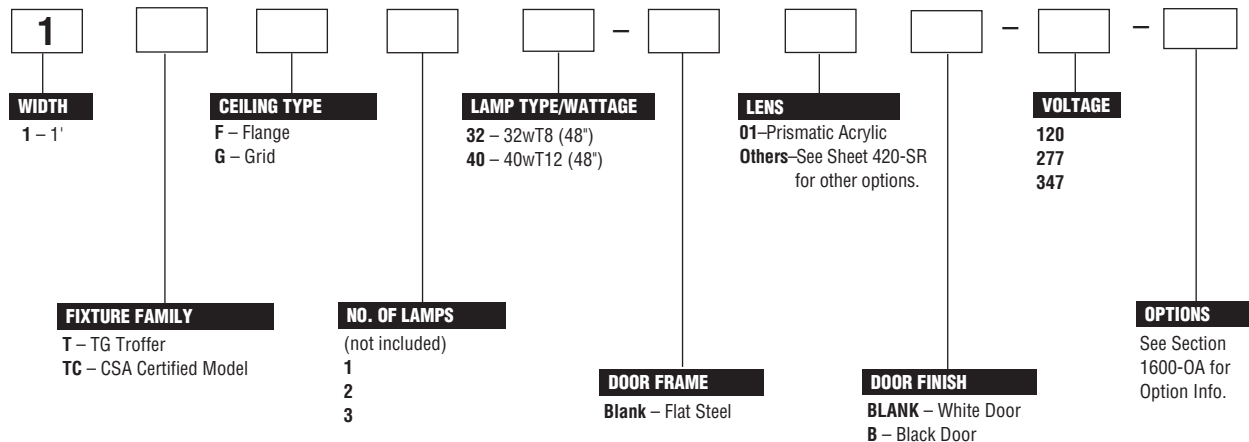 1
–
–
–
WIDTH
1 – 1'
CEILING TYPE
F – Flange
G – Grid
LAMP TYPE/WATTAGE
32 – 32wT8 (48")
40 – 40wT12 (48")
LENS
01–Prismatic Acrylic
Others–See Sheet 420-SR
for other options.
VOLTAGE
120
277
347
FIXTURE FAMILY
T – TG Troffer
TC – CSA Certified Model
NO. OF LAMPS
(not included)
1
2
3
DOOR FRAME
Blank – Flat Steel
DOOR FINISH
BLANK – White Door
B – Black Door
OPTIONS
See Section
1600-OA for
Option Info.